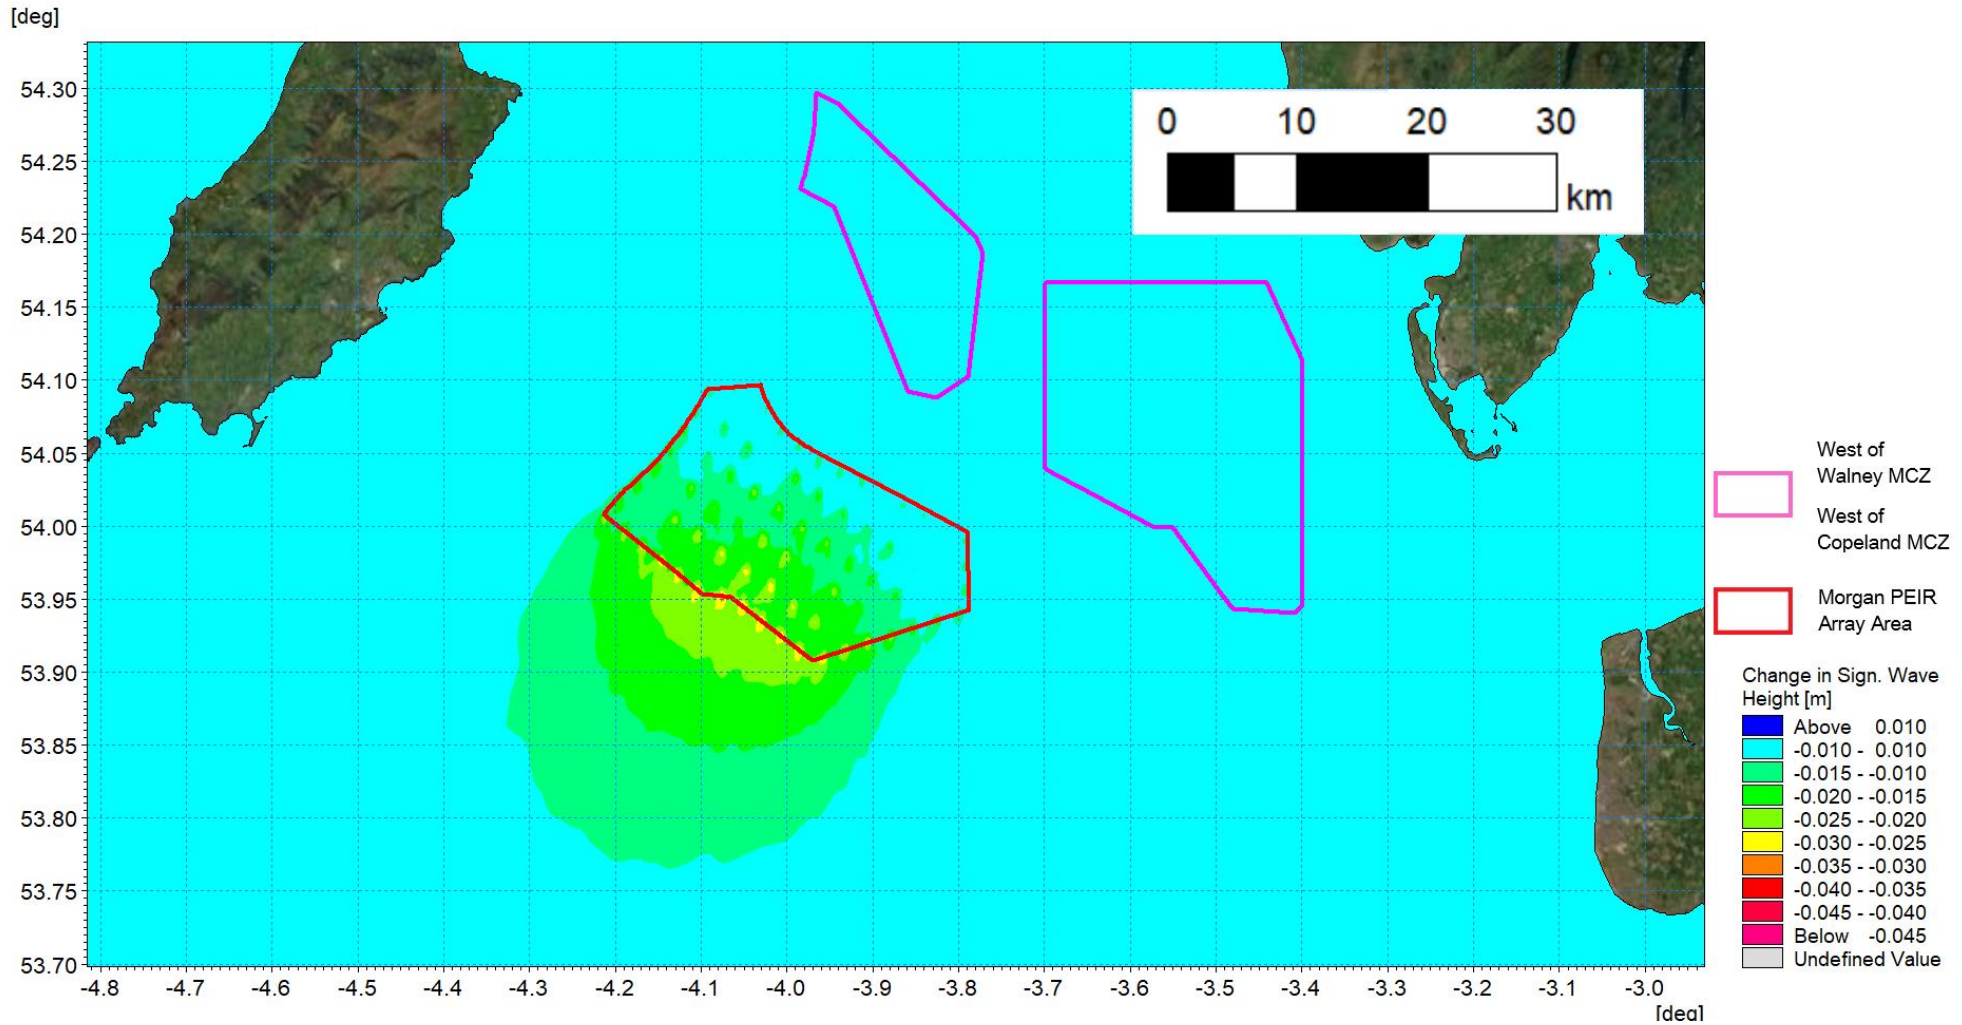 [deg]
54.30
54.25
54.20
54.15
54.10
54.05
54.00
53.95
53.90
53.85
53.80
53.75
53.70
-4.8 -4.7 -4.6 -4.5 -4.4 -4.3 -4.2 -4.1 -4.0 -3.9 -3.8 -3.7 -3.6 -3.5 -3.4 -3.3 -3.2 -3.1 -3.0
[deg]
0 10 20 30
km
West of
Walney MCZ
West of
Copeland MCZ
Morgan PEIR
Array Area
Change in Sign. Wave
Height [m]
Above 0.010
-0.010 - 0.010
-0.015 - -0.010
-0.020 - -0.015
-0.025 - -0.020
-0.030 - -0.025
-0.035 - -0.030
-0.040 - -0.035
-0.045 - -0.040
Below -0.045
Undefined Value